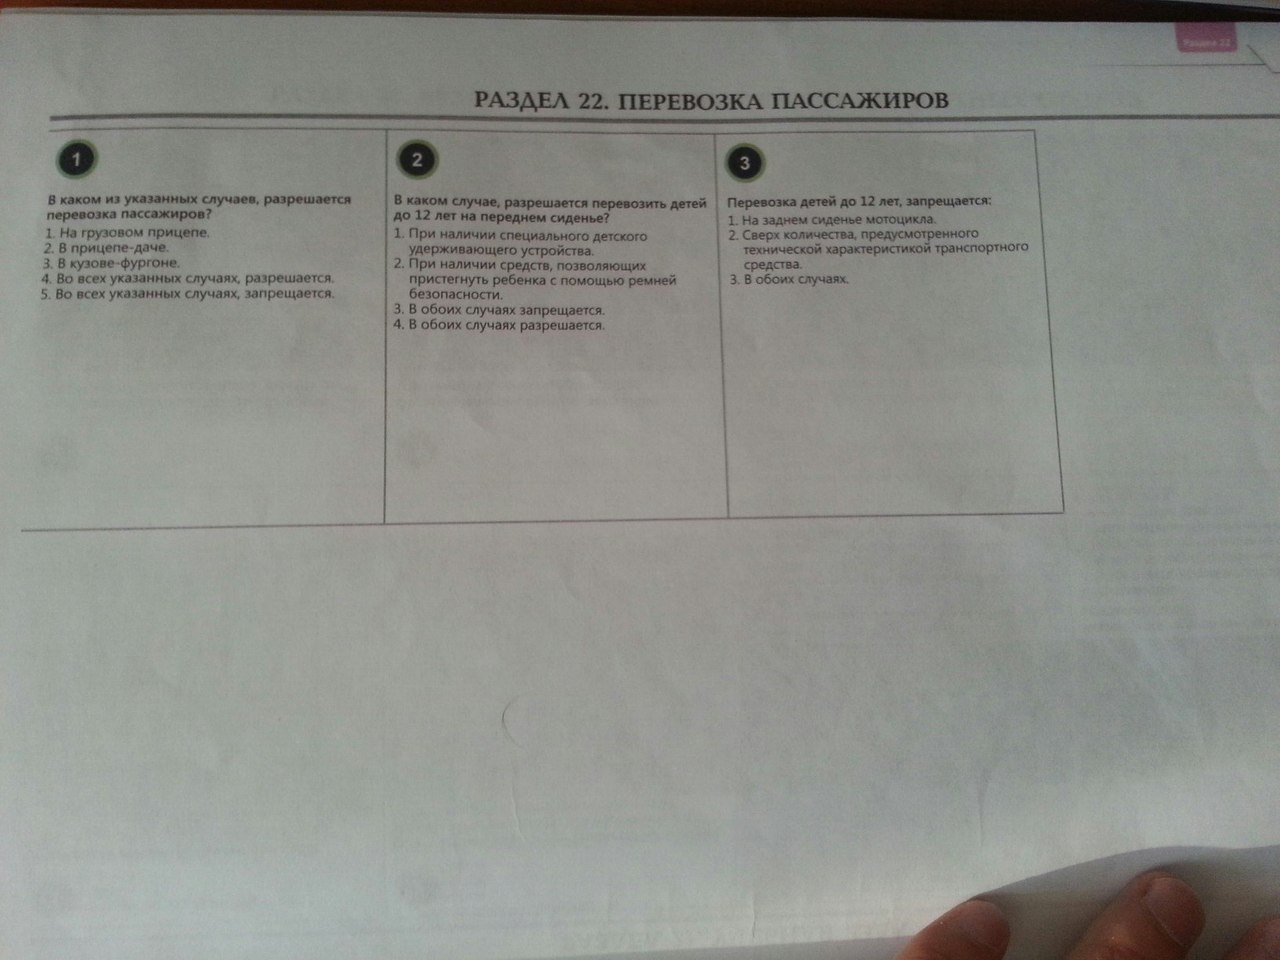 Раздел 22
РАЗДЕЛ 22. ПЕРЕВОЗКА ПАССАЖИРОВ
1
В каком из указанных случаев, разрешается
перевозка пассажиров?
1. На грузовом прицепе.
2. В прицепе-даче.
3. В кузове-фургоне.
4. Во всех указанных случаях, разрешается.
5. Во всех указанных случаях, запрещается.
2
В каком случае, разрешается перевозить детей
до 12 лет на переднем сиденье?
1. При наличии специального детского
удерживающего устройства.
2. При наличии средств, позволяющих
пристегнуть ребенка с помощью ремней
безопасности.
3. В обоих случаях запрещается.
4. В обоих случаях разрешается.
3
Перевозка детей до 12 лет, запрещается:
1. На заднем сиденье мотоцикла.
2. Сверх количества, предусмотренного
технической характеристикой транспортного
средства.
3. В обоих случаях.